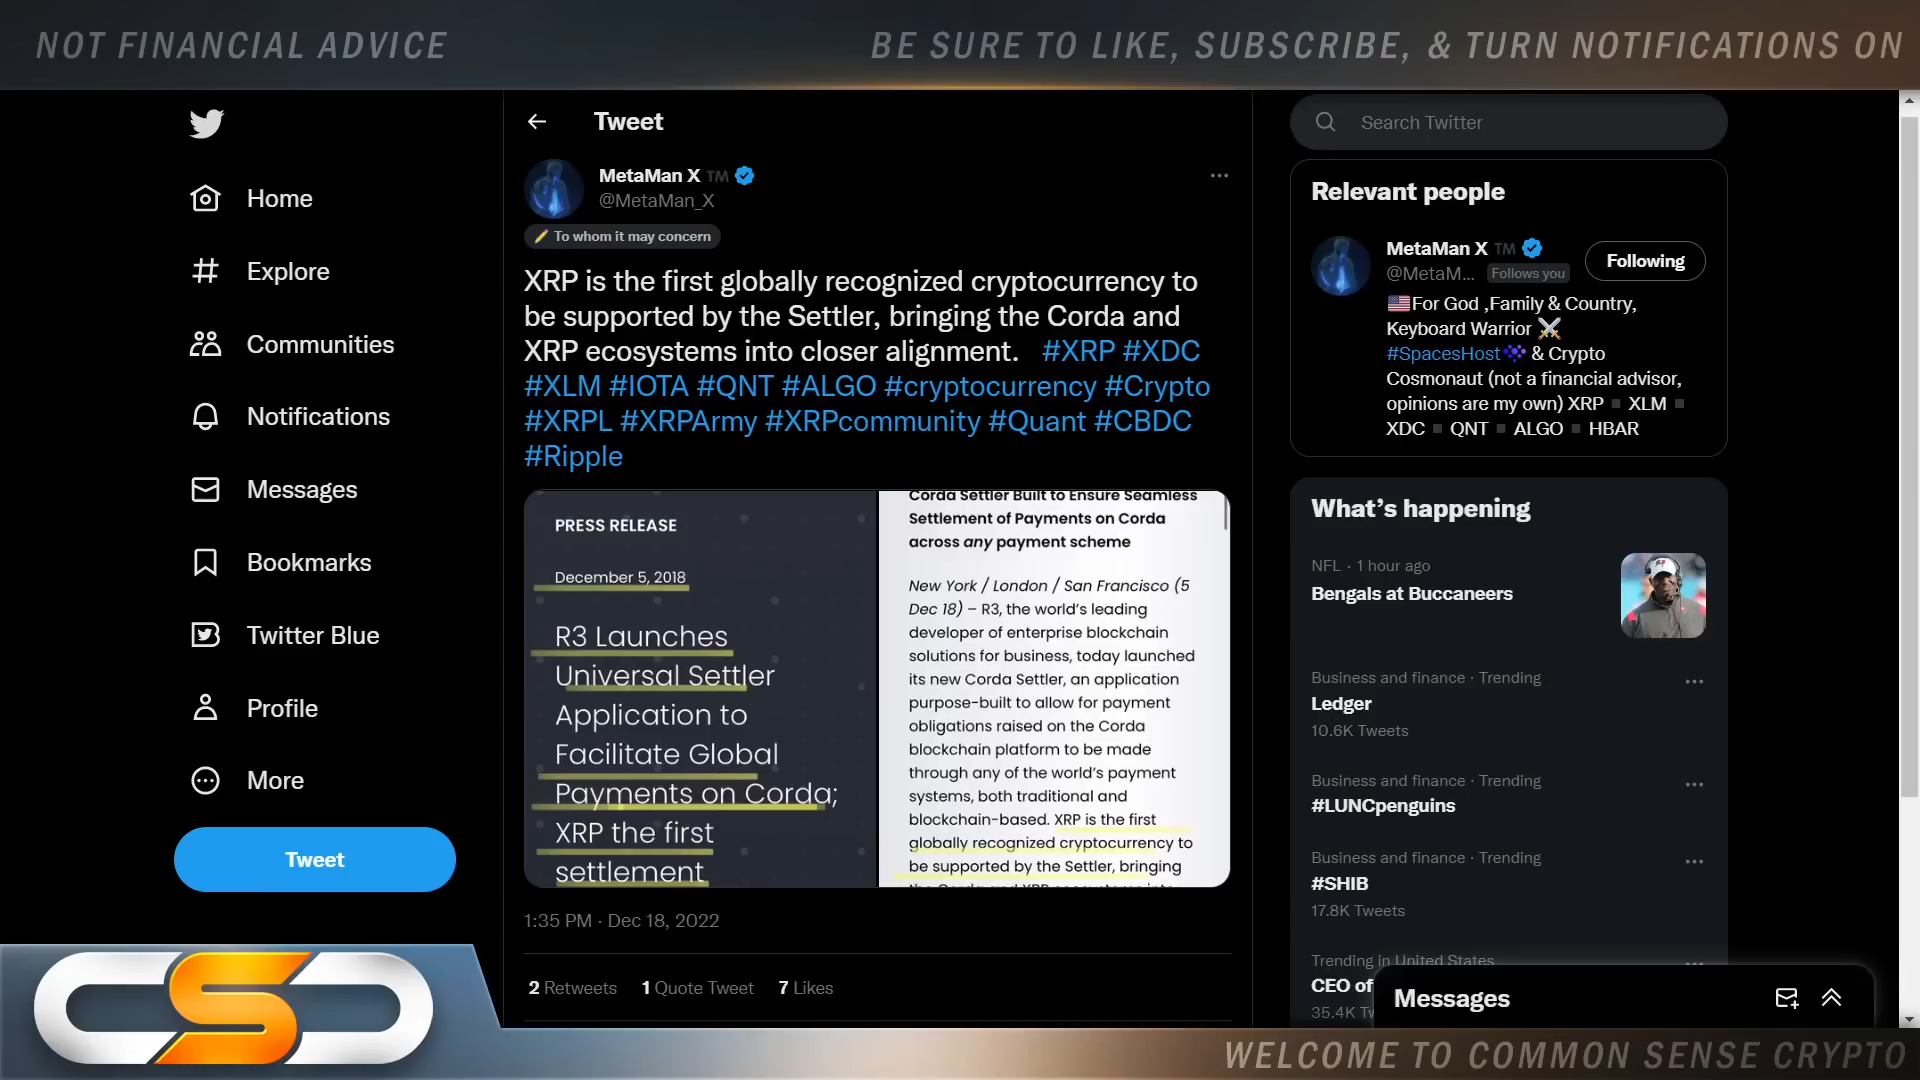 NOT FINANCIAL ADVICE
BE SURE TO LIKE, SUBSCRIBE, & TURN NOTIFICATIONS ON
Home
Explore
Communities
Notifications
Messages
Bookmarks
Twitter Blue
Profile
More
Tweet
Tweet
MetaMan X TM
@MetaMan_X
To whom it may concern
XRP is the first globally recognized cryptocurrency to
be supported by the Settler, bringing the Corda and
XRP ecosystems into closer alignment. #XRP #XDC
#XLM #IOTA #QNT #ALGO #cryptocurrency #Crypto
#XRPL #XRPArmy #XRPcommunity #Quant #CBDC
#Ripple
PRESS RELEASE
December 5, 2018
R3 Launches
Universal Settler
Application to
Facilitate Global
Payments on Corda;
XRP the first
settlement
Corda Settler Built to Ensure Seamless
Settlement of Payments on Corda
across any payment scheme
New York / London / San Francisco (5
Dec 18) – R3, the world's leading
developer of enterprise blockchain
solutions for business, today launched
its new Corda Settler, an application
purpose-built to allow for payment
obligations raised on the Corda
blockchain platform to be made
through any of the world's payment
systems, both traditional and
blockchain-based. XRP is the first
globally recognized cryptocurrency to
be supported by the Settler, bringing
1:35 PM · Dec 18, 2022
2 Retweets 1 Quote Tweet 7 Likes
Search Twitter
Relevant people
MetaMan X TM
@MetaM... Follows you
Following
For God ,Family & Country,
Keyboard Warrior
#SpacesHost & Crypto
Cosmonaut (not a financial advisor,
opinions are my own) XRP ▪ XLM ▪
XDC ▪ QNT ▪ ALGO ▪ HBAR
What's happening
NFL · 1 hour ago
Bengals at Buccaneers
Business and finance · Trending
Ledger
10.6K Tweets
Business and finance · Trending
#LUNCpenguins
Business and finance · Trending
#SHIB
17.8K Tweets
Trending in United States
CEO of
35.4K
Messages
CSC
WELCOME TO COMMON SENSE CRYPTO